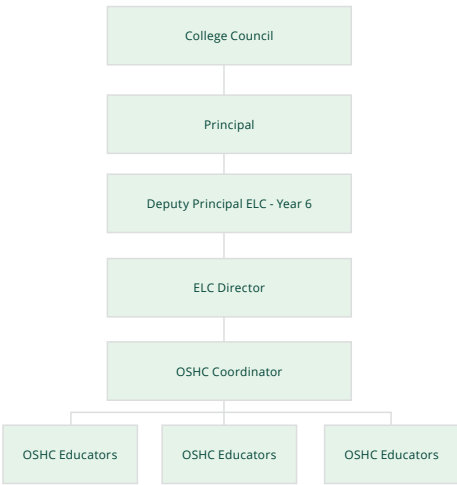 College Council
Principal
Deputy Principal ELC - Year 6
ELC Director
OSHC Coordinator
OSHC Educators
OSHC Educators
OSHC Educators